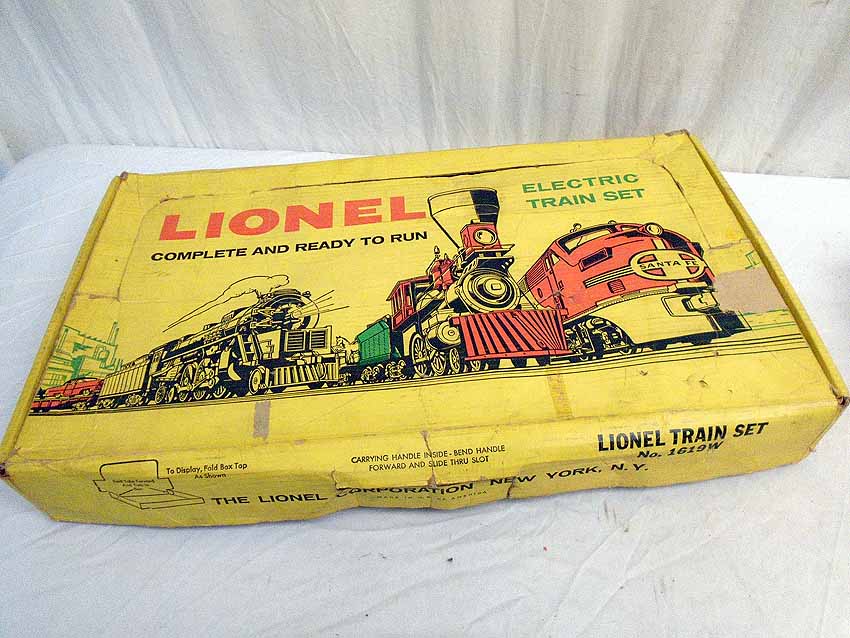 LIONEL
COMPLETE AND READY TO RUN
ELECTRIC
TRAIN SET
SANTA FE
LIONEL TRAIN SET
No. 1619W
CARRYING HANDLE INSIDE - BEND HANDLE
FORWARD AND SLIDE THRU SLOT
To Display, Fold Box Top
As Shown
THE LIONEL CORPORATION NEW YORK, N.Y.
AMERICA